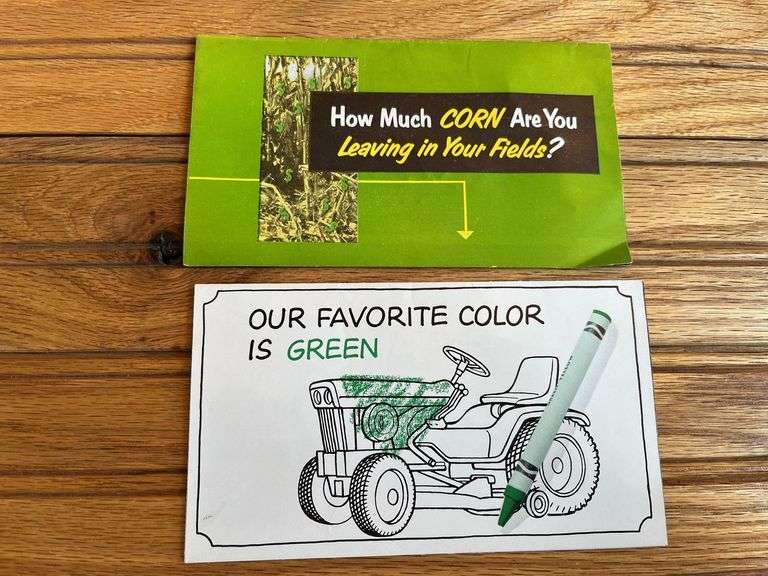 How Much CORN Are You
Leaving in Your Fields?
OUR FAVORITE COLOR
IS GREEN